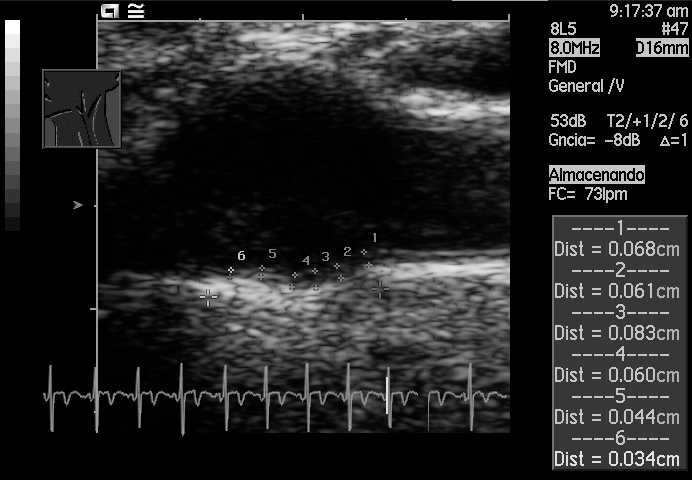 9:17:37 am
8L5 #47
8.0MHz D16mm
FMD
General /V
53dB T2/+1/2/ 6
Gncia= -8dB Δ=1
Almacenando
FC= 73lpm
----1----
Dist = 0.068cm
----2----
Dist = 0.061cm
----3----
Dist = 0.083cm
----4----
Dist = 0.060cm
----5----
Dist = 0.044cm
----6----
Dist = 0.034cm
1
2
3
4
5
6